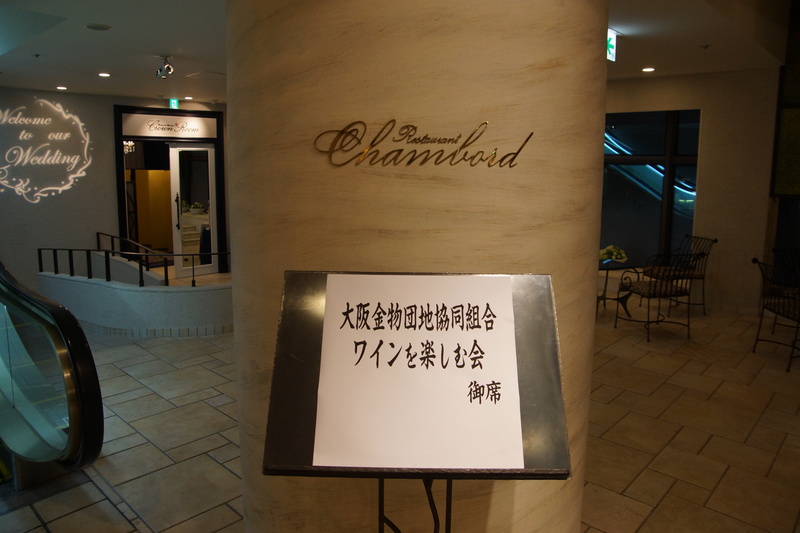 Welcome
to our
Wedding
Crown Room
Restaurant
Chambord
大阪金物団地協同組合
ワインを楽しむ会
御席